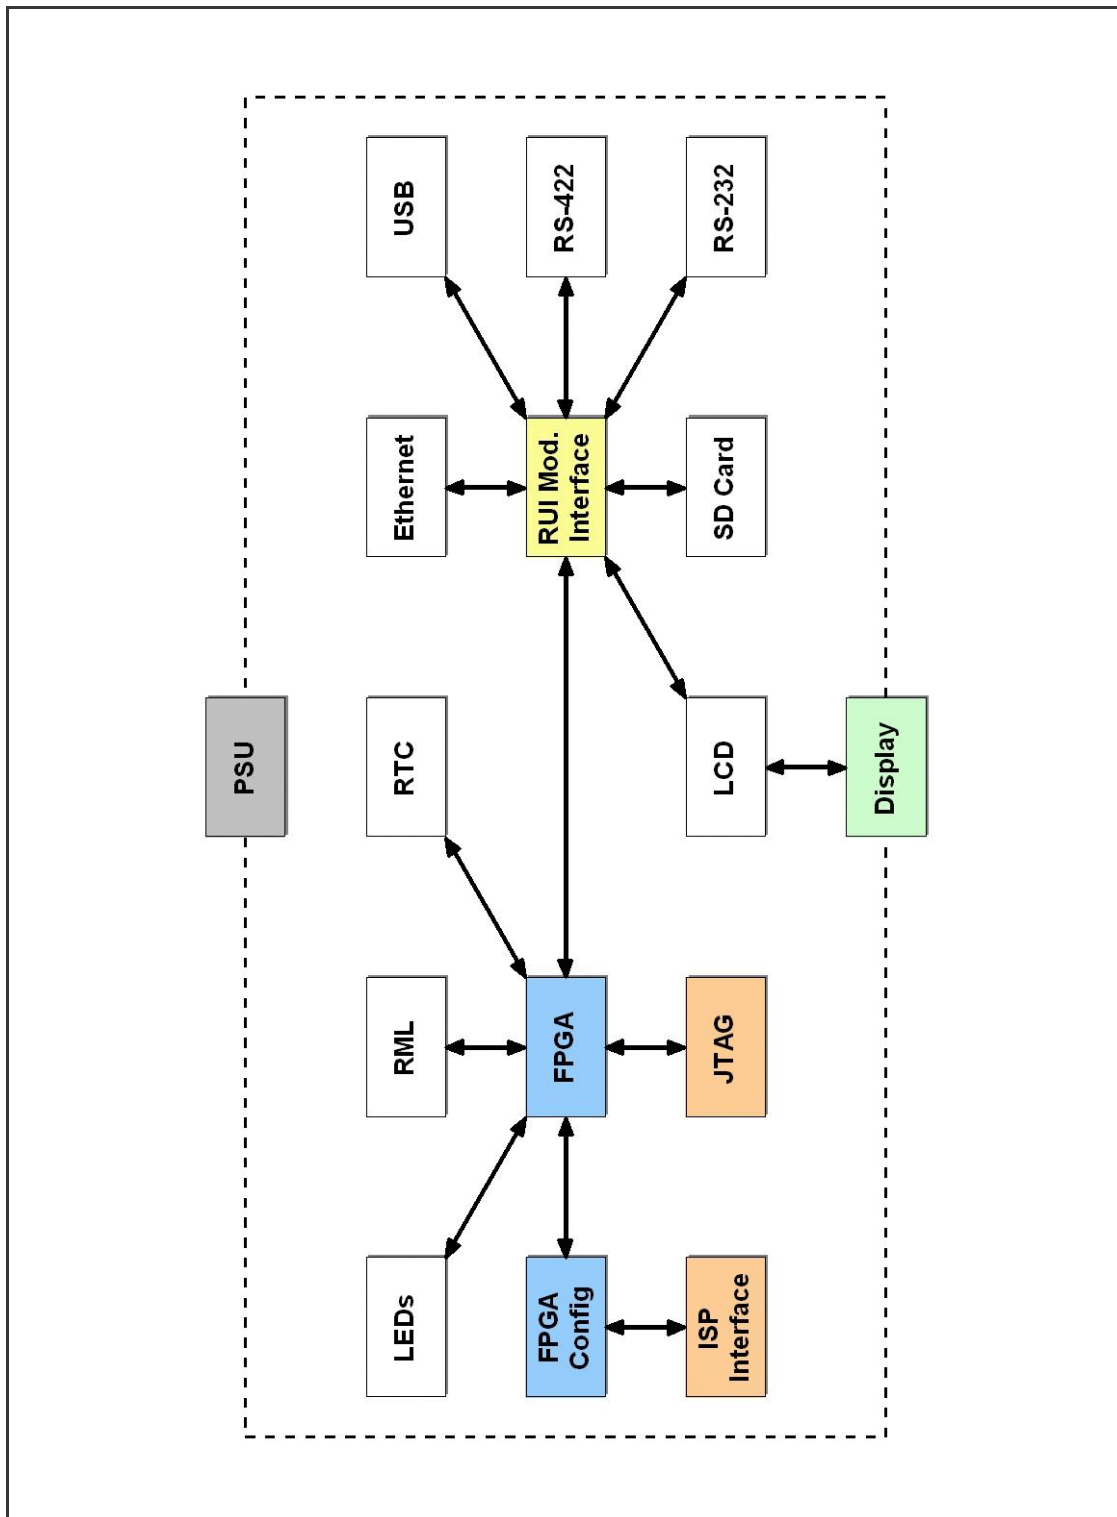 PSU
LEDs
RML
RTC
Ethernet
USB
FPGA
Config
FPGA
RUI Mod.
Interface
RS-422
ISP
Interface
JTAG
LCD
SD Card
RS-232
Display